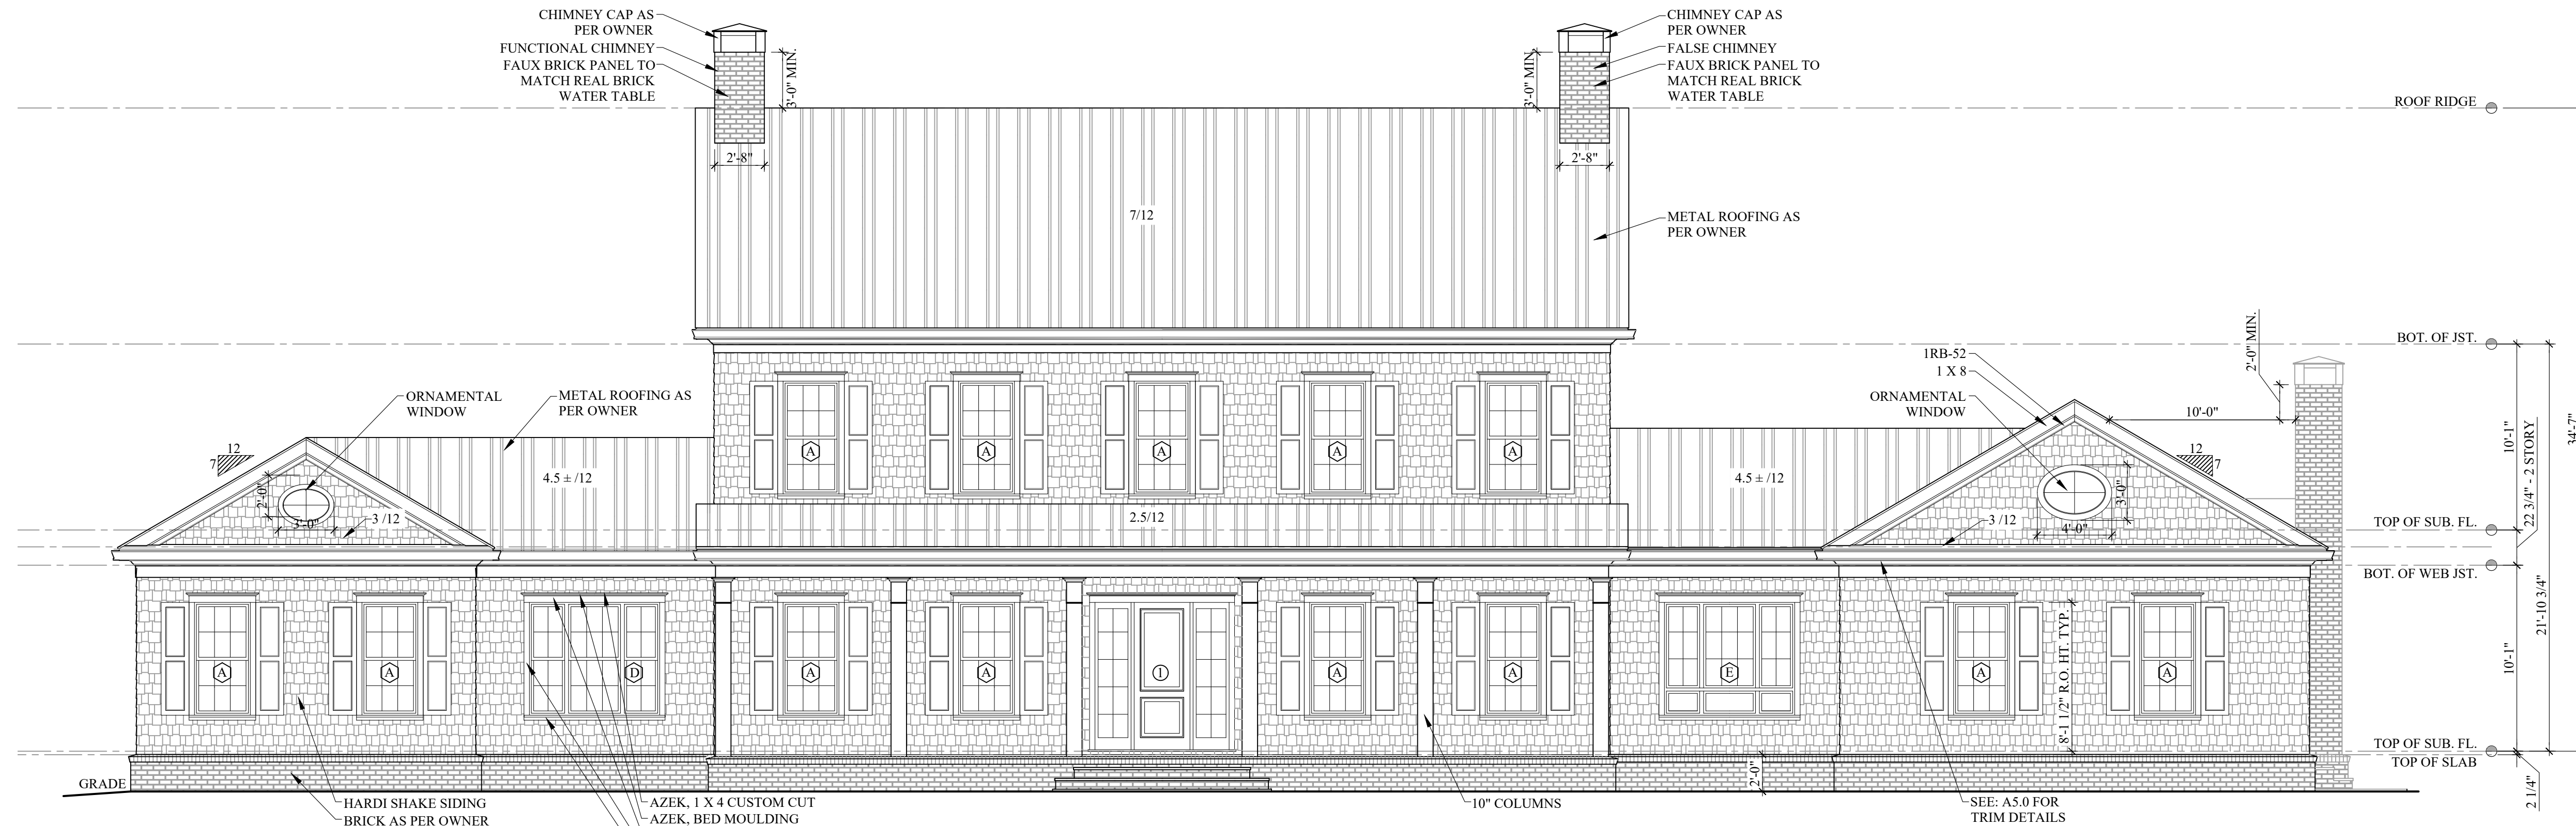 CHIMNEY CAP AS
PER OWNER
FUNCTIONAL CHIMNEY
FAUX BRICK PANEL TO
MATCH REAL BRICK
WATER TABLE
3'-0" MIN.
2'-8"
CHIMNEY CAP AS
PER OWNER
FALSE CHIMNEY
FAUX BRICK PANEL TO
MATCH REAL BRICK
WATER TABLE
3'-0" MIN.
2'-8"
ROOF RIDGE
7/12
METAL ROOFING AS
PER OWNER
BOT. OF JST.
2'-0" MIN.
1RB-52
1 X 8
ORNAMENTAL
WINDOW
10'-0"
12
7
ORNAMENTAL
WINDOW
METAL ROOFING AS
PER OWNER
12
7
4.5 ± /12
2'-0"
3'-0"
3 /12
A
A
A
A
A
2.5/12
4.5 ± /12
3'-0"
4'-0"
3 /12
10'-1"
22 3/4" - 2 STORY
34'-7"
TOP OF SUB. FL.
BOT. OF WEB JST.
A
A
D
A
A
1
A
A
E
A
8'-1 1/2" R.O. HT. TYP.
A
10'-1"
21'-10 3/4"
TOP OF SUB. FL.
TOP OF SLAB
2 1/4"
2'-0"
GRADE
HARDI SHAKE SIDING
BRICK AS PER OWNER
AZEK, 1 X 4 CUSTOM CUT
AZEK, BED MOULDING
10" COLUMNS
SEE: A5.0 FOR
TRIM DETAILS